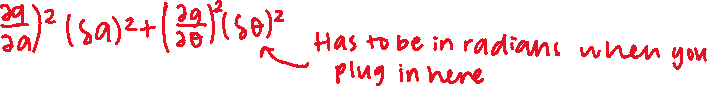 ∂g/∂a)² (δa)² + (∂g/∂θ)² (δθ)²
Has to be in radians when you
plug in here